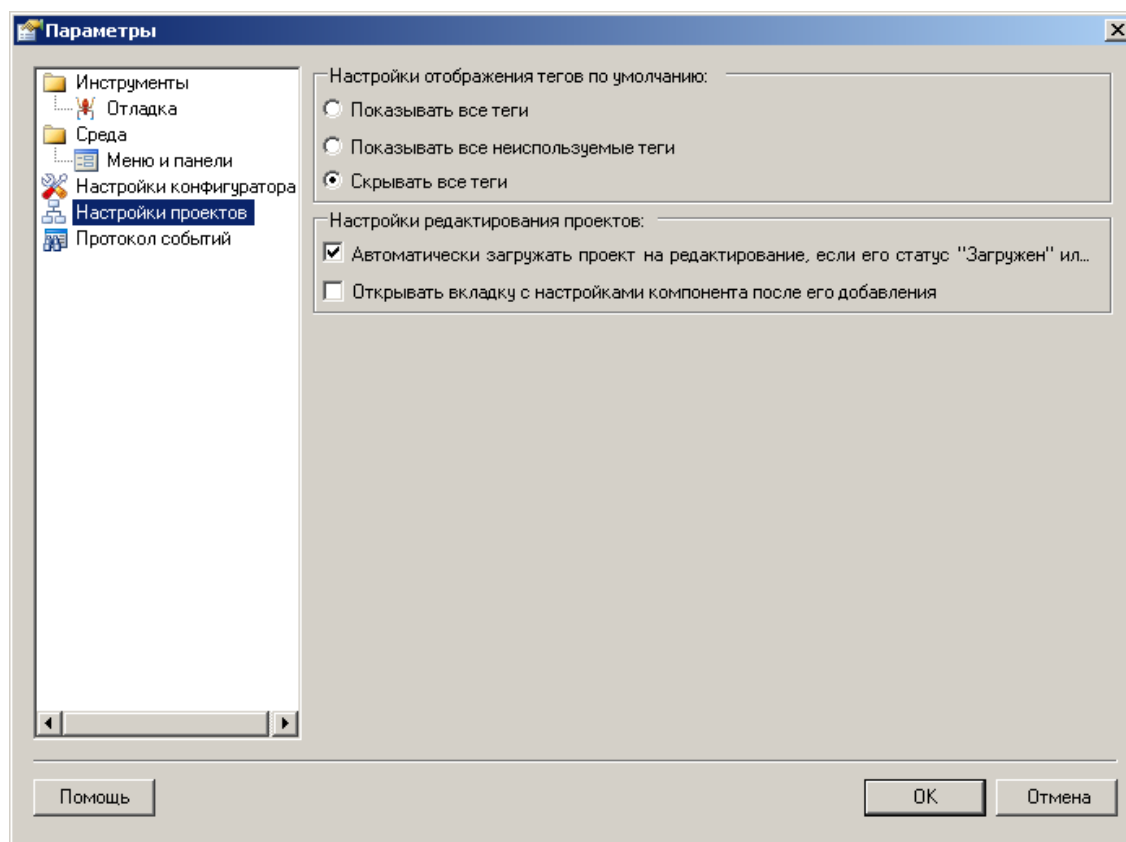 Параметры
Инструменты
Отладка
Среда
Меню и панели
Настройки конфигуратора
Настройки проектов
Протокол событий
Настройки отображения тегов по умолчанию:
Показывать все теги
Показывать все неиспользуемые теги
Скрывать все теги
Настройки редактирования проектов:
Автоматически загружать проект на редактирование, если его статус "Загружен" ил...
Открывать вкладку с настройками компонента после его добавления
Помощь
OK
Отмена